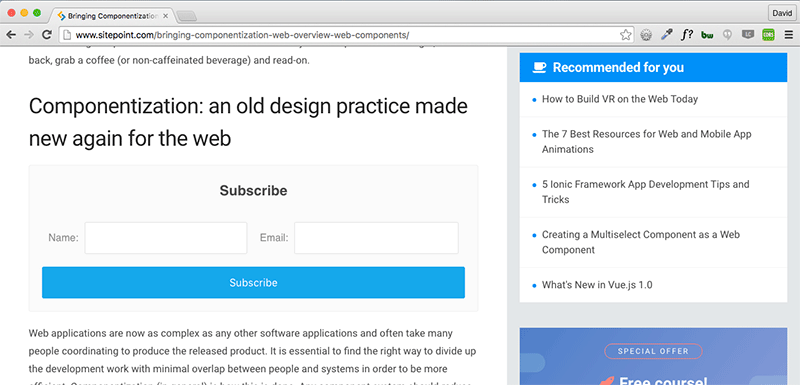 Bringing Componentization
David
www.sitepoint.com/bringing-componentization-web-overview-web-components/
f?
bw
CORS
back, grab a coffee (or non-caffeinated beverage) and read-on.
Componentization: an old design practice made
new again for the web
Subscribe
Name:
Email:
Subscribe
Web applications are now as complex as any other software applications and often take many
people coordinating to produce the released product. It is essential to find the right way to divide up
the development work with minimal overlap between people and systems in order to be more
Recommended for you
How to Build VR on the Web Today
The 7 Best Resources for Web and Mobile App
Animations
5 Ionic Framework App Development Tips and
Tricks
Creating a Multiselect Component as a Web
Component
What's New in Vue.js 1.0
SPECIAL OFFER
Free course!